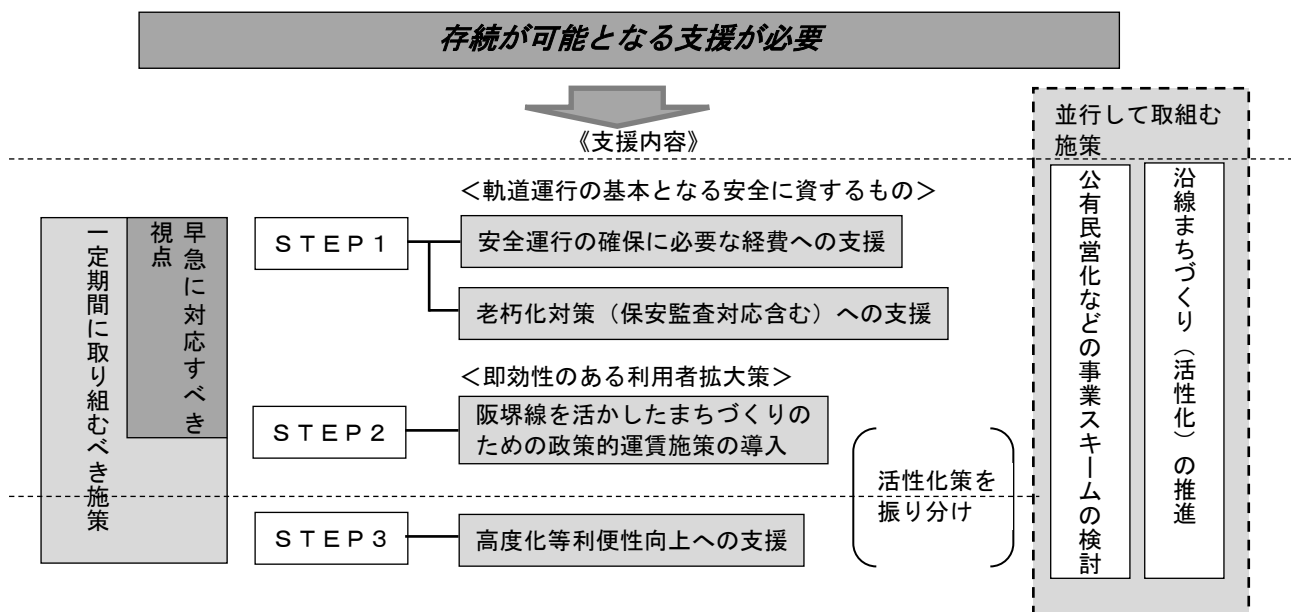 存続が可能となる支援が必要
《支援内容》
並行して取組む
施策
公有民営化などの事業スキームの検討
沿線まちづくり（活性化）の推進
一定期間に取り組むべき施策
早急に対応すべき
視点
＜軌道運行の基本となる安全に資するもの＞
ＳＴＥＰ１
安全運行の確保に必要な経費への支援
老朽化対策（保安監査対応含む）への支援
＜即効性のある利用者拡大策＞
ＳＴＥＰ２
阪堺線を活かしたまちづくりの
ための政策的運賃施策の導入
活性化策を
振り分け
ＳＴＥＰ３
高度化等利便性向上への支援